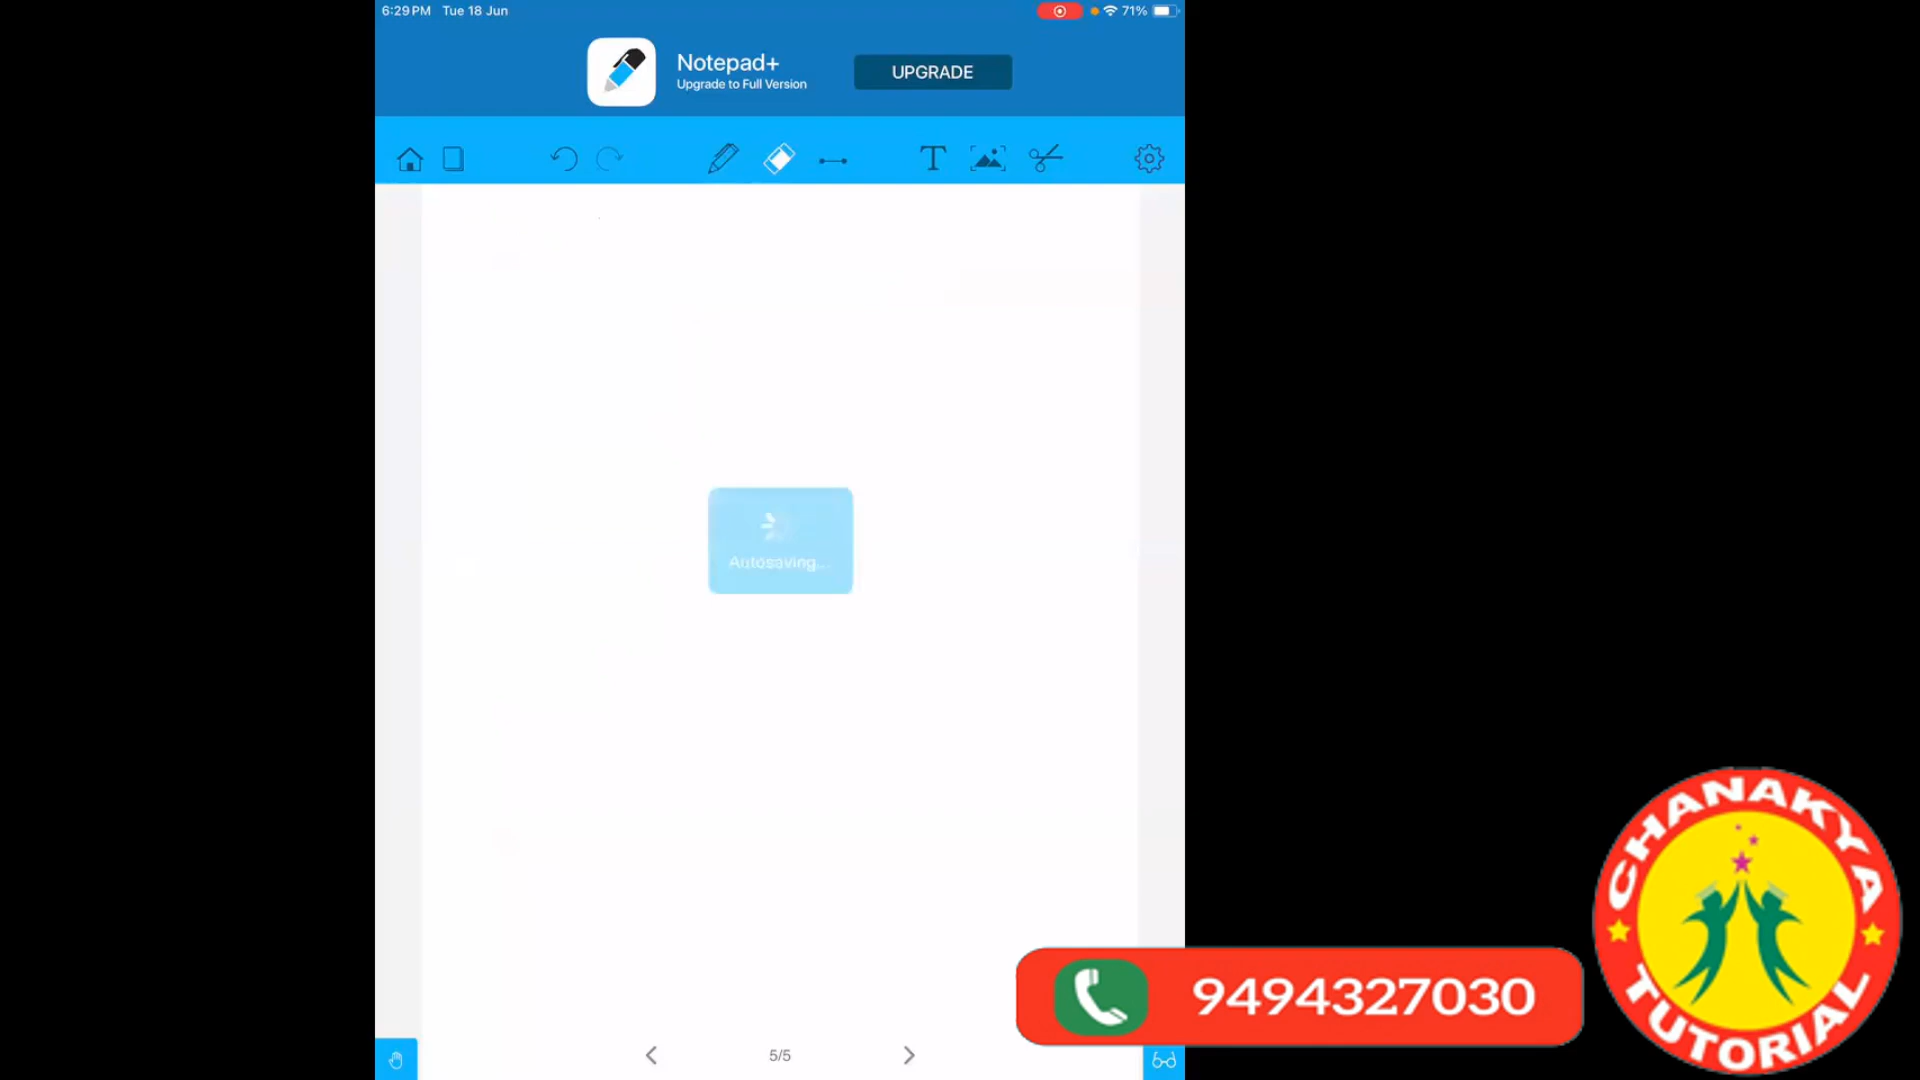 6:29 PM Tue 18 Jun
71%
Notepad+
Upgrade to Full Version
UPGRADE
T
Autosaving...
5/5
9494327030
CHANAKYA
TUTORIAL